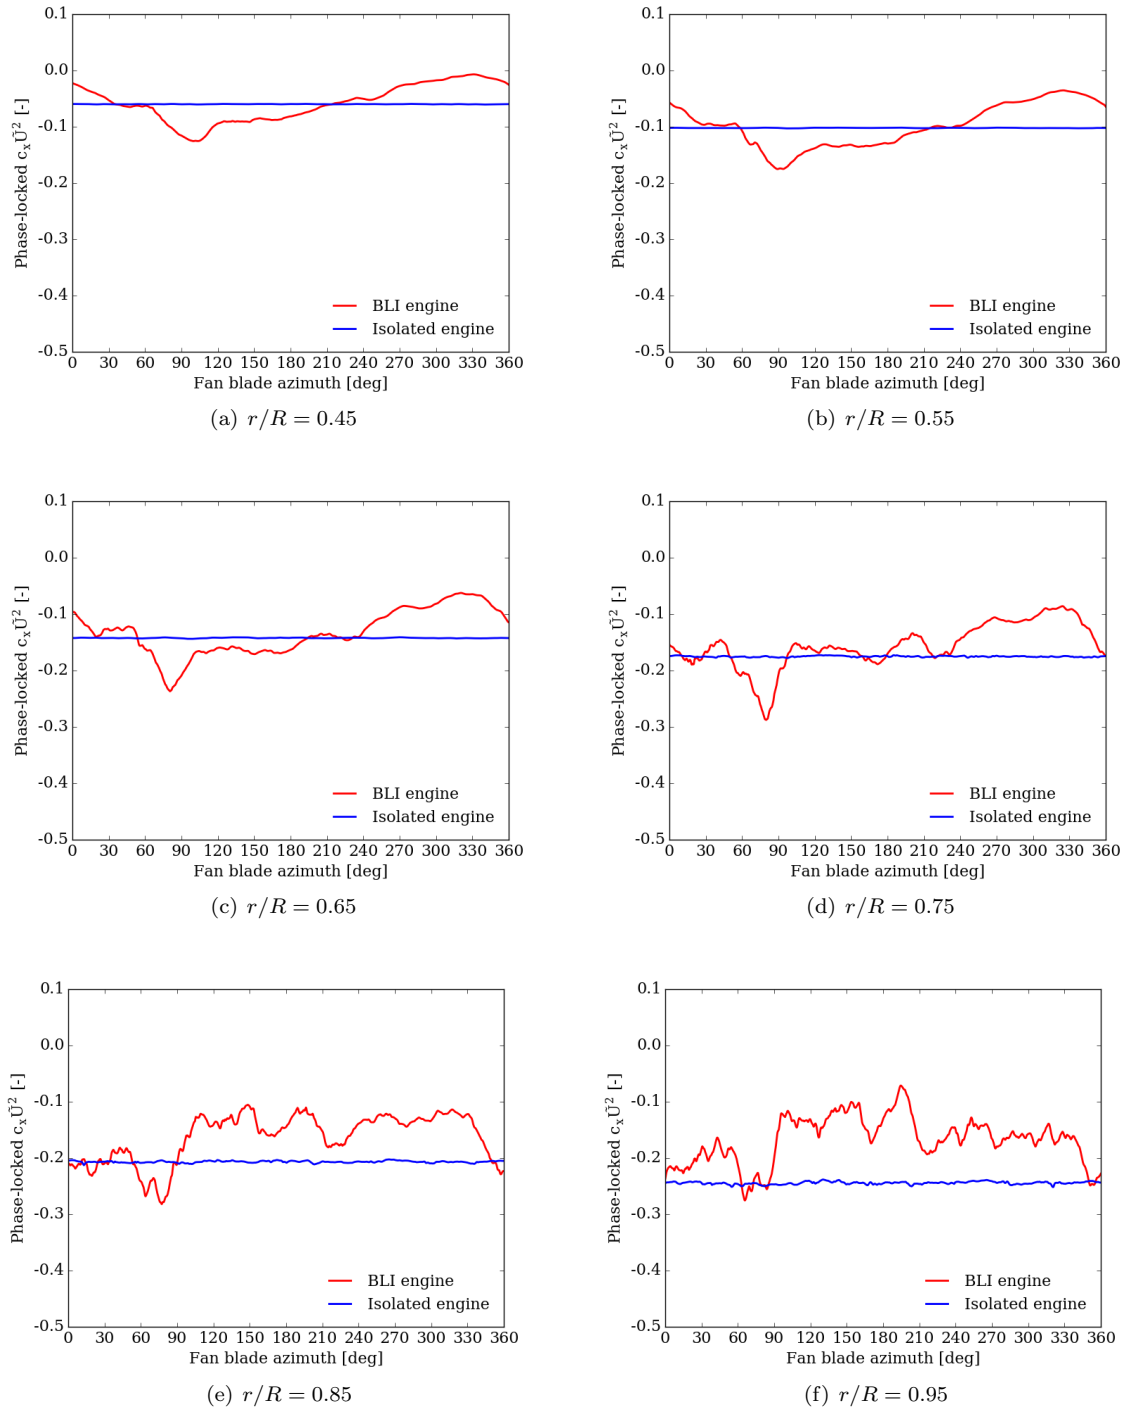 0.1
0.0
-0.1
-0.2
-0.3
-0.4
-0.5
Phase-locked cₓŪ² [-]
BLI engine
Isolated engine
0 30 60 90 120 150 180 210 240 270 300 330 360
Fan blade azimuth [deg]
(a) r/R = 0.45
0.1
0.0
-0.1
-0.2
-0.3
-0.4
-0.5
Phase-locked cₓŪ² [-]
BLI engine
Isolated engine
0 30 60 90 120 150 180 210 240 270 300 330 360
Fan blade azimuth [deg]
(b) r/R = 0.55
0.1
0.0
-0.1
-0.2
-0.3
-0.4
-0.5
Phase-locked cₓŪ² [-]
BLI engine
Isolated engine
0 30 60 90 120 150 180 210 240 270 300 330 360
Fan blade azimuth [deg]
(c) r/R = 0.65
0.1
0.0
-0.1
-0.2
-0.3
-0.4
-0.5
Phase-locked cₓŪ² [-]
BLI engine
Isolated engine
0 30 60 90 120 150 180 210 240 270 300 330 360
Fan blade azimuth [deg]
(d) r/R = 0.75
0.1
0.0
-0.1
-0.2
-0.3
-0.4
-0.5
Phase-locked cₓŪ² [-]
BLI engine
Isolated engine
0 30 60 90 120 150 180 210 240 270 300 330 360
Fan blade azimuth [deg]
(e) r/R = 0.85
0.1
0.0
-0.1
-0.2
-0.3
-0.4
-0.5
Phase-locked cₓŪ² [-]
BLI engine
Isolated engine
0 30 60 90 120 150 180 210 240 270 300 330 360
Fan blade azimuth [deg]
(f) r/R = 0.95